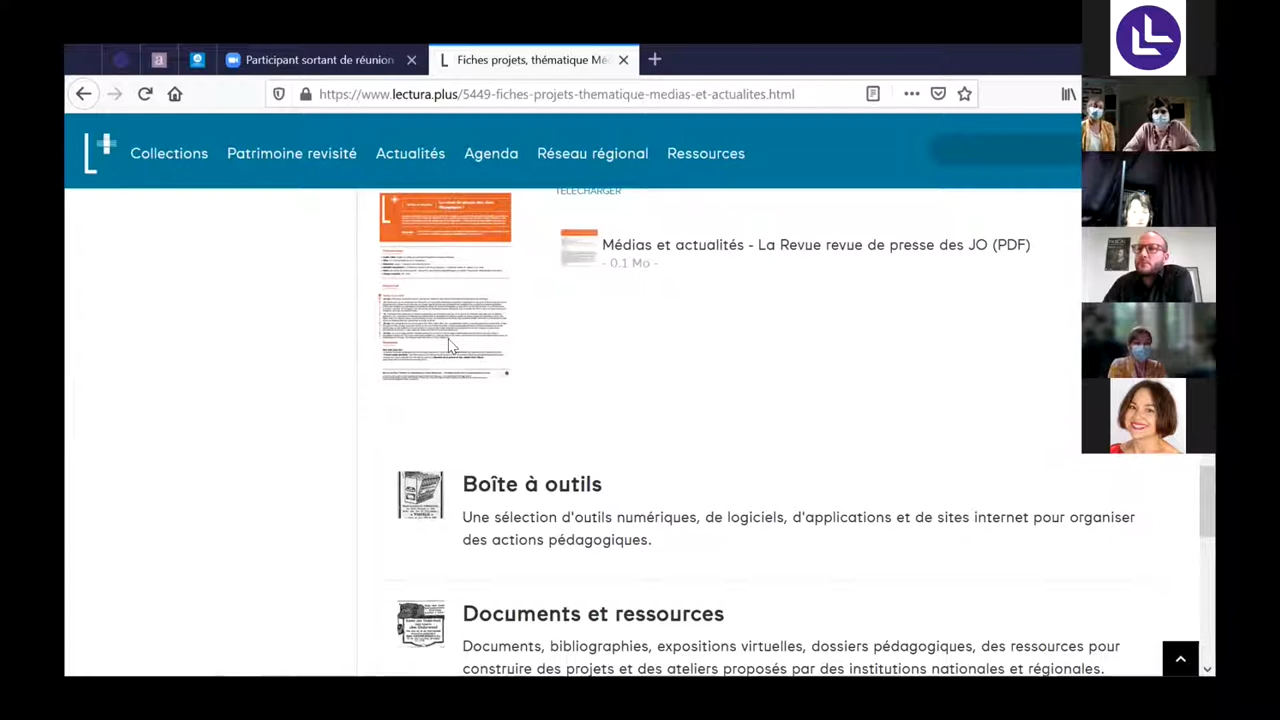 Participant sortant de réunion
Fiches projets, thématique Mé
https://www.lectura.plus/5449-fiches-projets-thematique-medias-et-actualites.html
Collections Patrimoine revisité Actualités Agenda Réseau régional Ressources
TÉLÉCHARGER
Médias et actualités - La Revue revue de presse des JO (PDF)
- 0.1 Mo -
Boîte à outils
Une sélection d'outils numériques, de logiciels, d'applications et de sites internet pour organiser
des actions pédagogiques.
Documents et ressources
Documents, bibliographies, expositions virtuelles, dossiers pédagogiques, des ressources pour
construire des projets et des ateliers proposés par des institutions nationales et régionales.